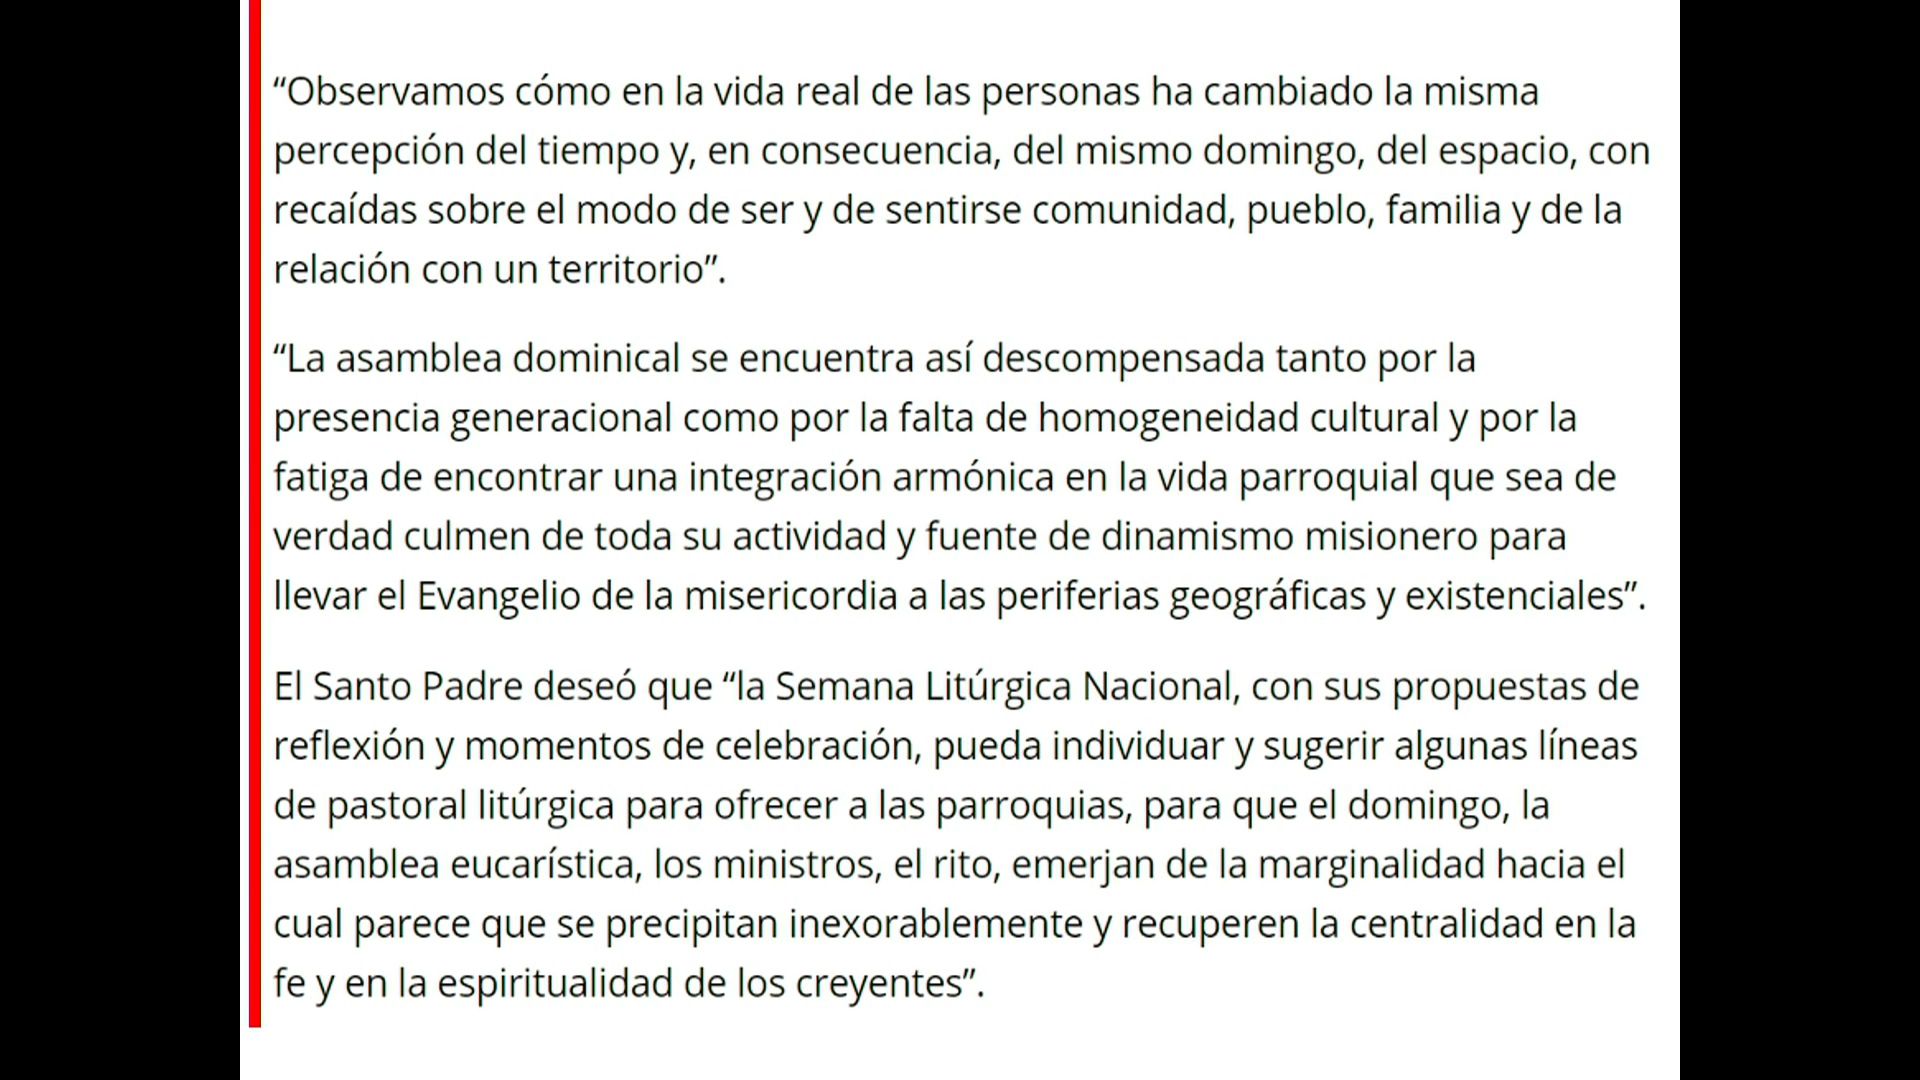 “Observamos cómo en la vida real de las personas ha cambiado la misma
percepción del tiempo y, en consecuencia, del mismo domingo, del espacio, con
recaídas sobre el modo de ser y de sentirse comunidad, pueblo, familia y de la
relación con un territorio”.
“La asamblea dominical se encuentra así descompensada tanto por la
presencia generacional como por la falta de homogeneidad cultural y por la
fatiga de encontrar una integración armónica en la vida parroquial que sea de
verdad culmen de toda su actividad y fuente de dinamismo misionero para
llevar el Evangelio de la misericordia a las periferias geográficas y existenciales”.
El Santo Padre deseó que “la Semana Litúrgica Nacional, con sus propuestas de
reflexión y momentos de celebración, pueda individuar y sugerir algunas líneas
de pastoral litúrgica para ofrecer a las parroquias, para que el domingo, la
asamblea eucarística, los ministros, el rito, emerjan de la marginalidad hacia el
cual parece que se precipitan inexorablemente y recuperen la centralidad en la
fe y en la espiritualidad de los creyentes”.